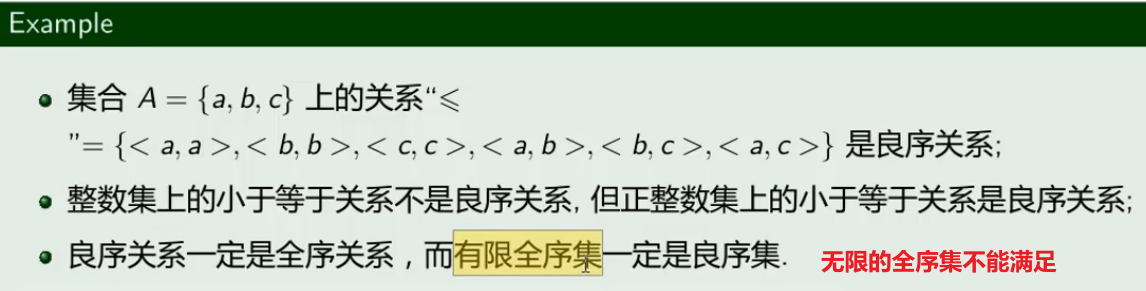 Example
集合 A = {a, b, c} 上的关系“⩽
”= {< a, a >, < b, b >, < c, c >, < a, b >, < b, c >, < a, c >} 是良序关系;
整数集上的小于等于关系不是良序关系, 但正整数集上的小于等于关系是良序关系;
良序关系一定是全序关系，而有限全序集一定是良序集. 无限的全序集不能满足